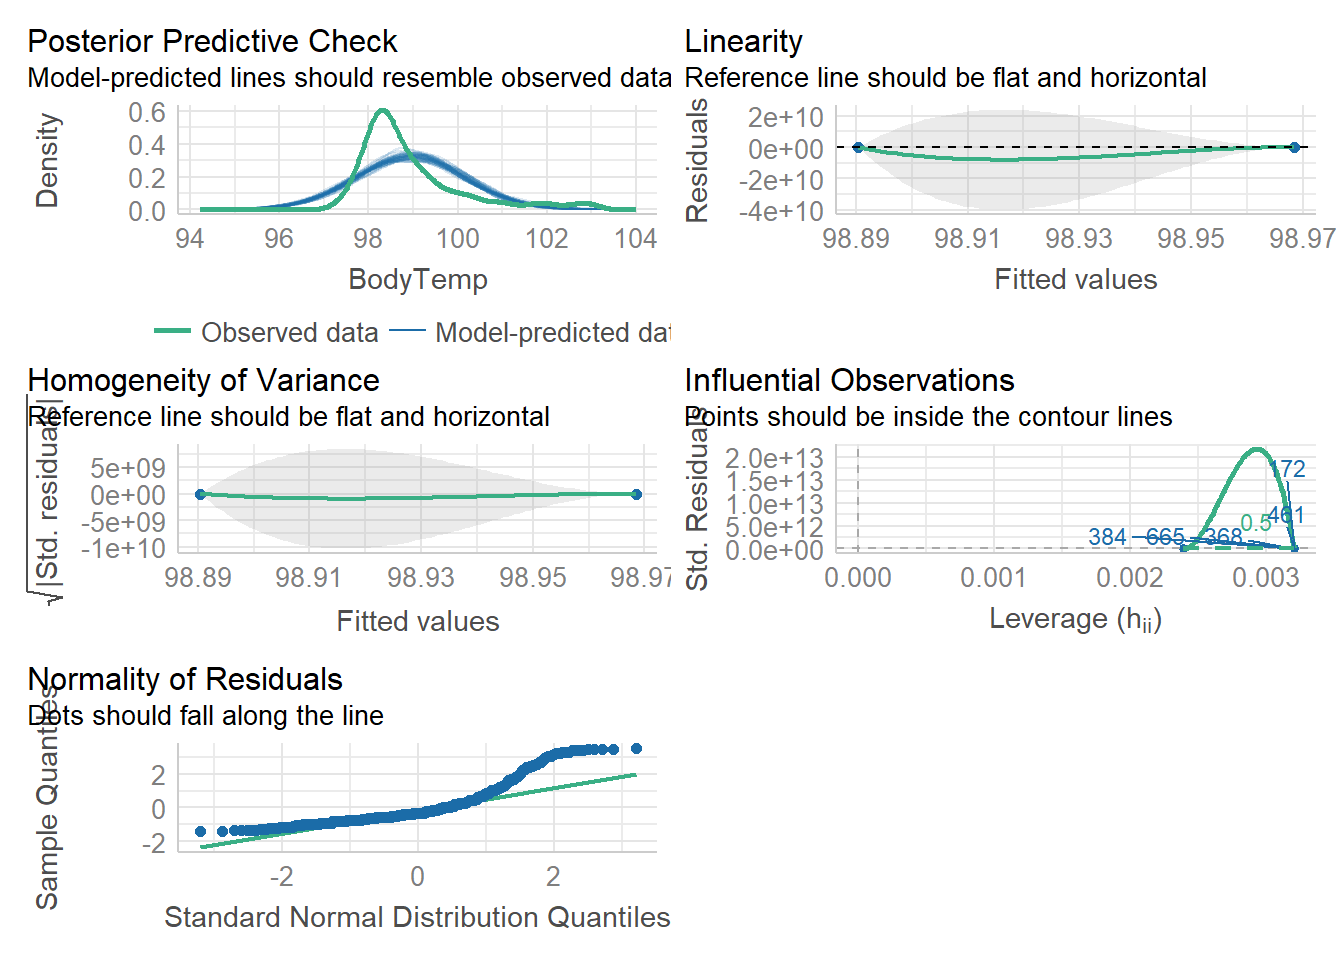 Posterior Predictive Check
Model-predicted lines should resemble observed data
Density
0.6
0.4
0.2
0.0
94 96 98 100 102 104
BodyTemp
Observed data Model-predicted dat
Linearity
Reference line should be flat and horizontal
Residuals
2e+10
0e+00
-2e+10
-4e+10
98.89 98.91 98.93 98.95 98.97
Fitted values
Homogeneity of Variance
Reference line should be flat and horizontal
√|Std. residuals|
5e+09
0e+00
-5e+09
-1e+10
98.89 98.91 98.93 98.95 98.97
Fitted values
Influential Observations
Points should be inside the contour lines
Std. Residuals
2.0e+13
1.5e+13
1.0e+13
5.0e+12
0.0e+00
172
461
0.5
384 665 368
0.000 0.001 0.002 0.003
Leverage (hii)
Normality of Residuals
Dots should fall along the line
Sample Quantiles
2
0
-2
-2 0 2
Standard Normal Distribution Quantiles